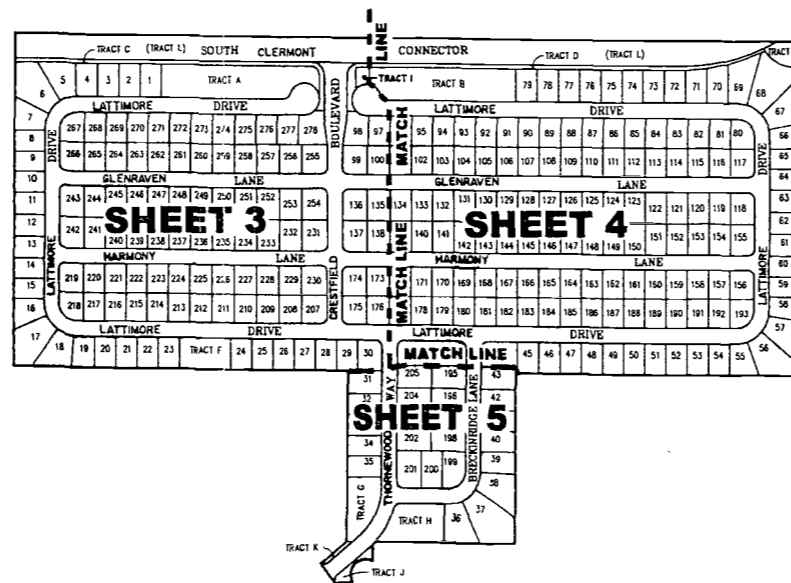 LINE
TRACT C (TRACT L) SOUTH CLERMONT CONNECTOR TRACT D (TRACT L) TRACT
5 4 3 2 1 TRACT A TRACT I TRACT B 79 78 77 76 75 74 73 72 71 70 69
6 68
LATTIMORE DRIVE BOULEVARD LATTIMORE DRIVE
7 67
267 268 269 270 271 272 273 274 275 276 277 278 98 97 MATCH 95 94 93 92 91 90 89 88 87 86 85 84 83 82 81 80
8 DRIVE 66
266 265 264 263 262 261 260 259 258 257 256 255 99 100 102 103 104 105 106 107 108 109 110 111 112 113 114 115 116 117 DRIVE
9 65
10 GLENRAVEN LANE GLENRAVEN LANE 64
11 243 244 245 246 247 248 249 250 251 252 253 254 136 135 134 133 132 131 130 129 128 127 126 125 124 123 122 121 120 119 118 63
12 SHEET 3 SHEET 4 62
242 241 240 239 238 237 236 235 234 233 232 231 137 138 140 141 142 143 144 145 146 147 148 149 150 151 152 153 154 155
13 61
14 HARMONY LANE MATCH LINE HARMONY LANE 60
219 220 221 222 223 224 225 226 227 228 229 230 CRESTFIELD 174 173 171 170 169 168 167 166 165 164 163 162 161 160 159 158 157 156
15 LATTIMORE LATTIMORE 59
16 218 217 216 215 214 213 212 211 210 209 208 207 175 176 178 179 180 181 182 183 184 185 186 187 188 189 190 191 192 193 58
57
LATTIMORE DRIVE LATTIMORE DRIVE
17 18 19 20 21 22 23 TRACT F 24 25 26 27 28 29 30 MATCH LINE 45 46 47 48 49 50 51 52 53 54 55 56
31 205 195 43
32 WAY 204 196 LANE 42
SHEET 5
34 202 198 40
35 THORNEWOOD 201 200 199 BRECKINRIDGE 39
38
TRACT G TRACT H 36 37
TRACT K
TRACT J